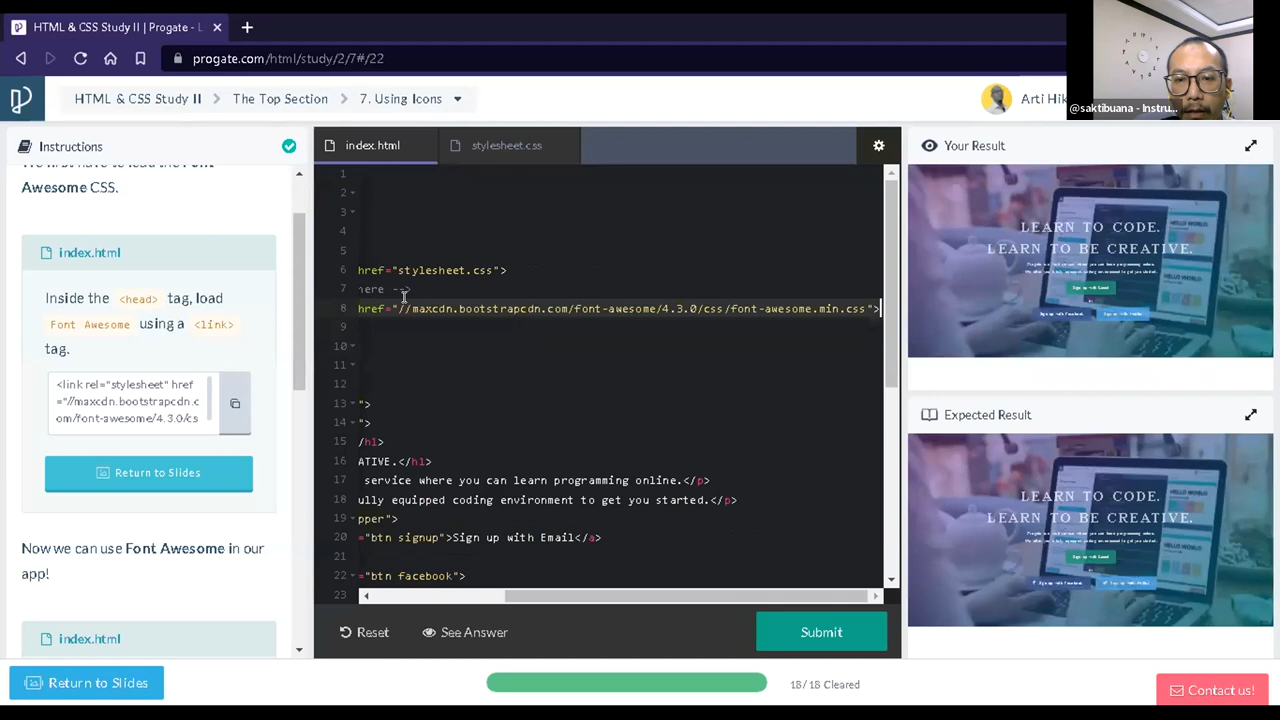 HTML & CSS Study II | Progate - L
progate.com/html/study/2/7#/22
@saktibuana - Instru...
HTML & CSS Study II
The Top Section
7. Using Icons
Arti Hik
Instructions
Awesome CSS.
index.html
Inside the <head> tag, load
Font Awesome using a <link>
tag.
<link rel="stylesheet" href
="//maxcdn.bootstrapcdn.c
om/font-awesome/4.3.0/cs
Return to Slides
Now we can use Font Awesome in our
app!
index.html
index.html
stylesheet.css
1
2
3
4
5
6 href="stylesheet.css">
7 here -->
8 href="//maxcdn.bootstrapcdn.com/font-awesome/4.3.0/css/font-awesome.min.css">
9
10
11
12
13 ">
14 ">
15 /h1>
16 ATIVE.</h1>
17 service where you can learn programming online.</p>
18 ully equipped coding environment to get you started.</p>
19 pper">
20 ="btn signup">Sign up with Email</a>
21
22 ="btn facebook">
23
Reset
See Answer
Submit
Your Result
LEARN TO CODE.
LEARN TO BE CREATIVE.
Expected Result
LEARN TO CODE.
LEARN TO BE CREATIVE.
Return to Slides
18/18 Cleared
Contact us!